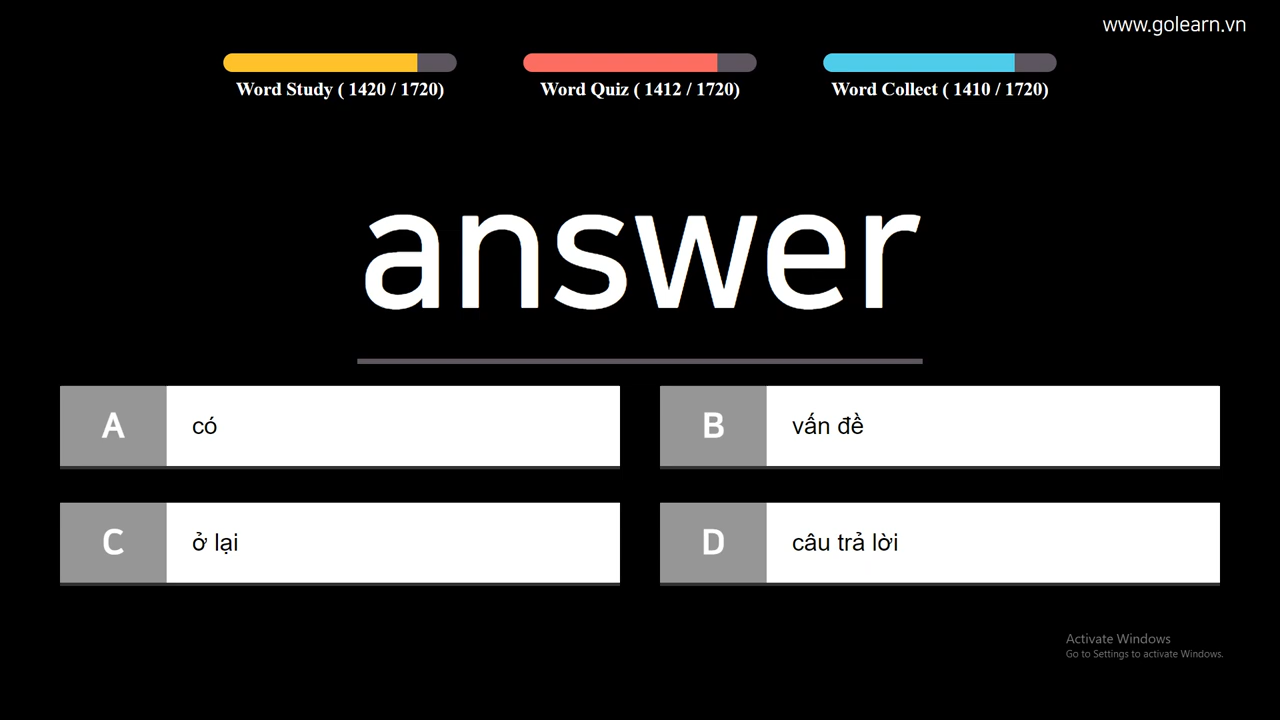 www.golearn.vn
Word Study ( 1420 / 1720)
Word Quiz ( 1412 / 1720)
Word Collect ( 1410 / 1720)
answer
A có
B vấn đề
C ở lại
D câu trả lời
Activate Windows
Go to Settings to activate Windows.